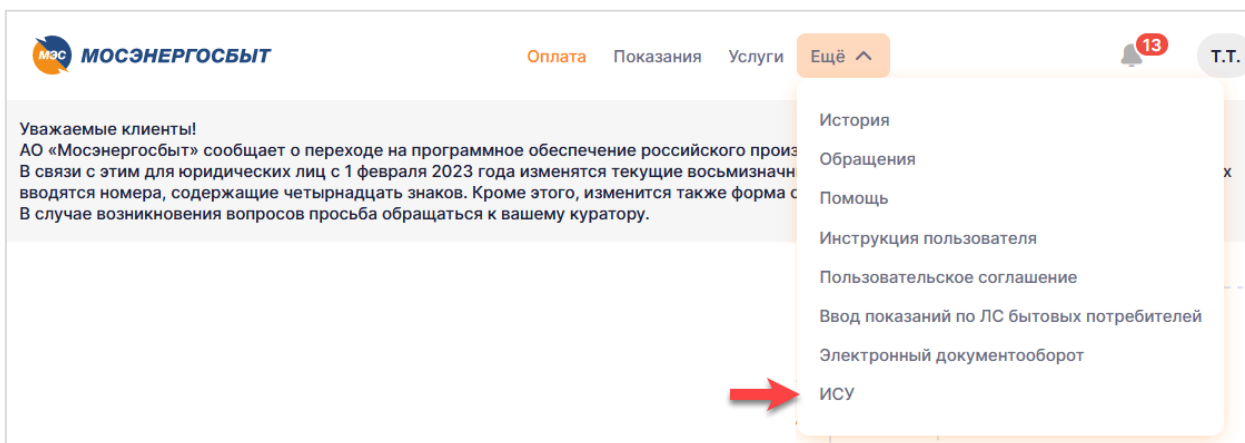 МЭС МОСЭНЕРГОСБЫТ
Оплата Показания Услуги Ещё
13
Т.Т.
Уважаемые клиенты!
АО «Мосэнергосбыт» сообщает о переходе на программное обеспечение российского
В связи с этим для юридических лиц с 1 февраля 2023 года изменятся текущие х
вводятся номера, содержащие четырнадцать знаков. Кроме этого, изменится также форма
В случае возникновения вопросов просьба обращаться к вашему куратору.
История
Обращения
Помощь
Инструкция пользователя
Пользовательское соглашение
Ввод показаний по ЛС бытовых потребителей
Электронный документооборот
ИСУ